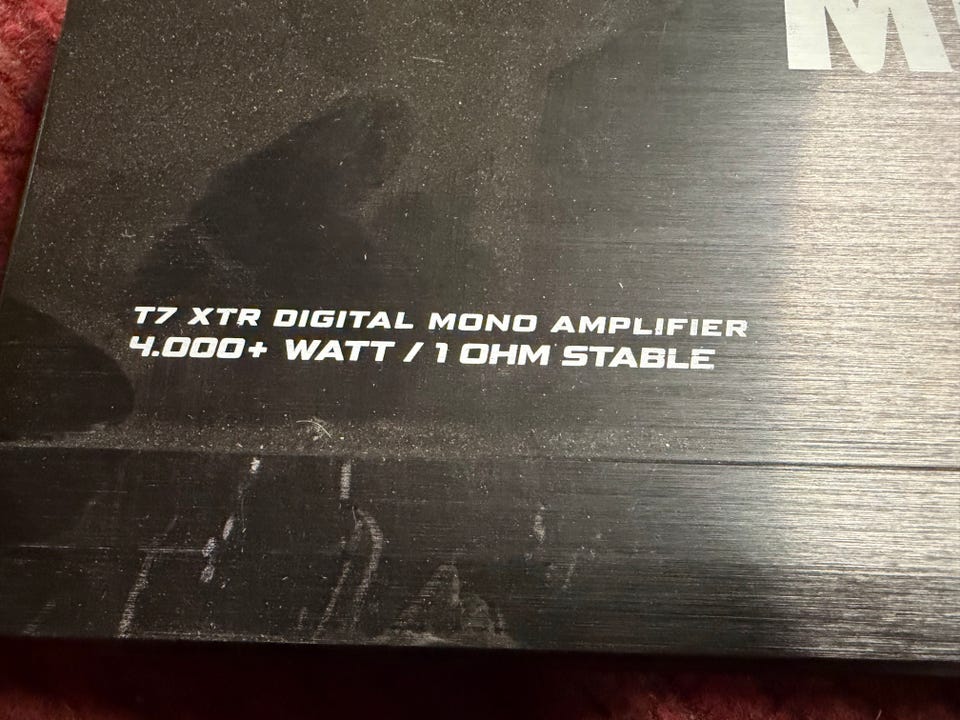 M
T7 XTR DIGITAL MONO AMPLIFIER
4.000+ WATT / 1 OHM STABLE